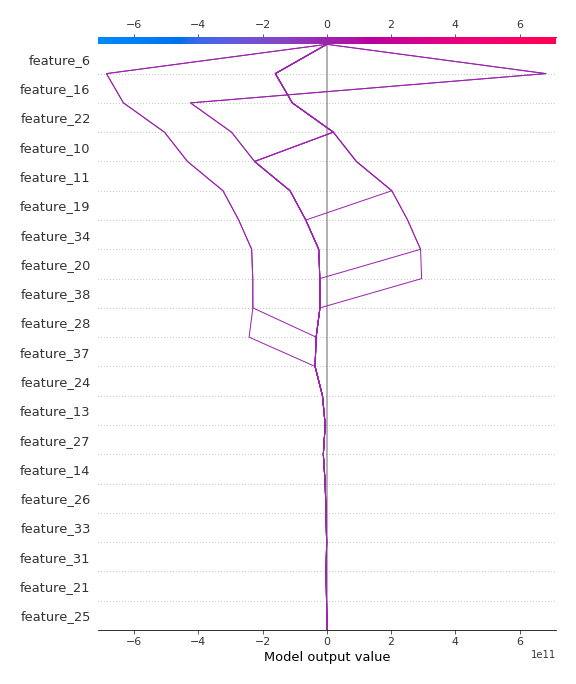 −6 −4 −2 0 2 4 6
feature_6
feature_16
feature_22
feature_10
feature_11
feature_19
feature_34
feature_20
feature_38
feature_28
feature_37
feature_24
feature_13
feature_27
feature_14
feature_26
feature_33
feature_31
feature_21
feature_25
−6 −4 −2 0 2 4 6
1e11
Model output value